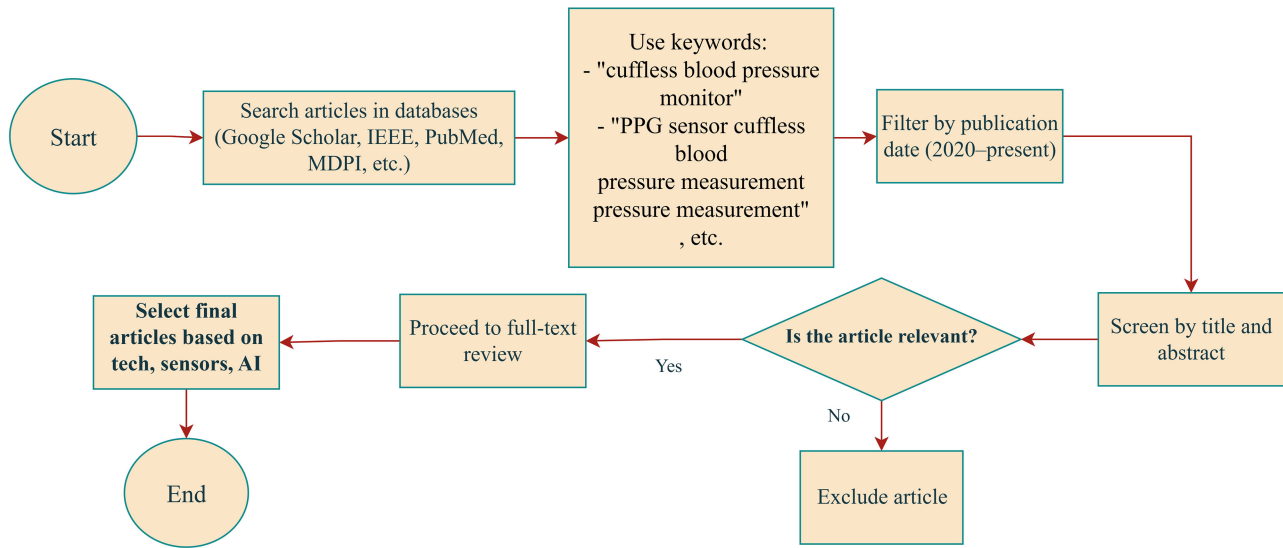 Start
Search articles in databases
(Google Scholar, IEEE, PubMed,
MDPI, etc.)
Use keywords:
- "cuffless blood pressure
monitor"
- "PPG sensor cuffless
blood
pressure measurement
pressure measurement"
, etc.
Filter by publication
date (2020–present)
Screen by title and
abstract
Is the article relevant?
Yes
No
Proceed to full-text
review
Select final
articles based on
tech, sensors, AI
Exclude article
End